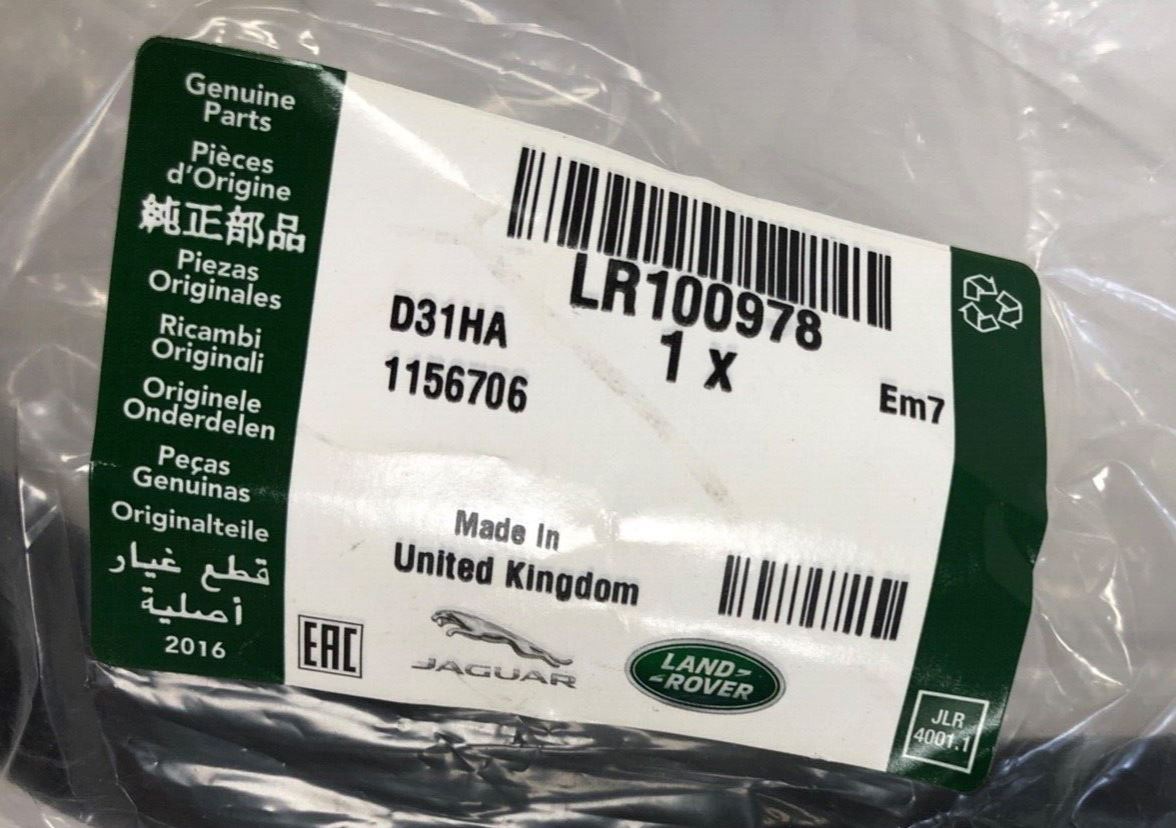 Genuine
Parts
Pièces
d'Origine
純正部品
Piezas
Originales
Ricambi
Originali
Originele
Onderdelen
Peças
Genuinas
Originalteile
قطع غيار
أصلية
2016
LR100978
1 X
D31HA
1156706
Em7
Made In
United Kingdom
EAC
JAGUAR
LAND-
-ROVER
JLR
4001.1